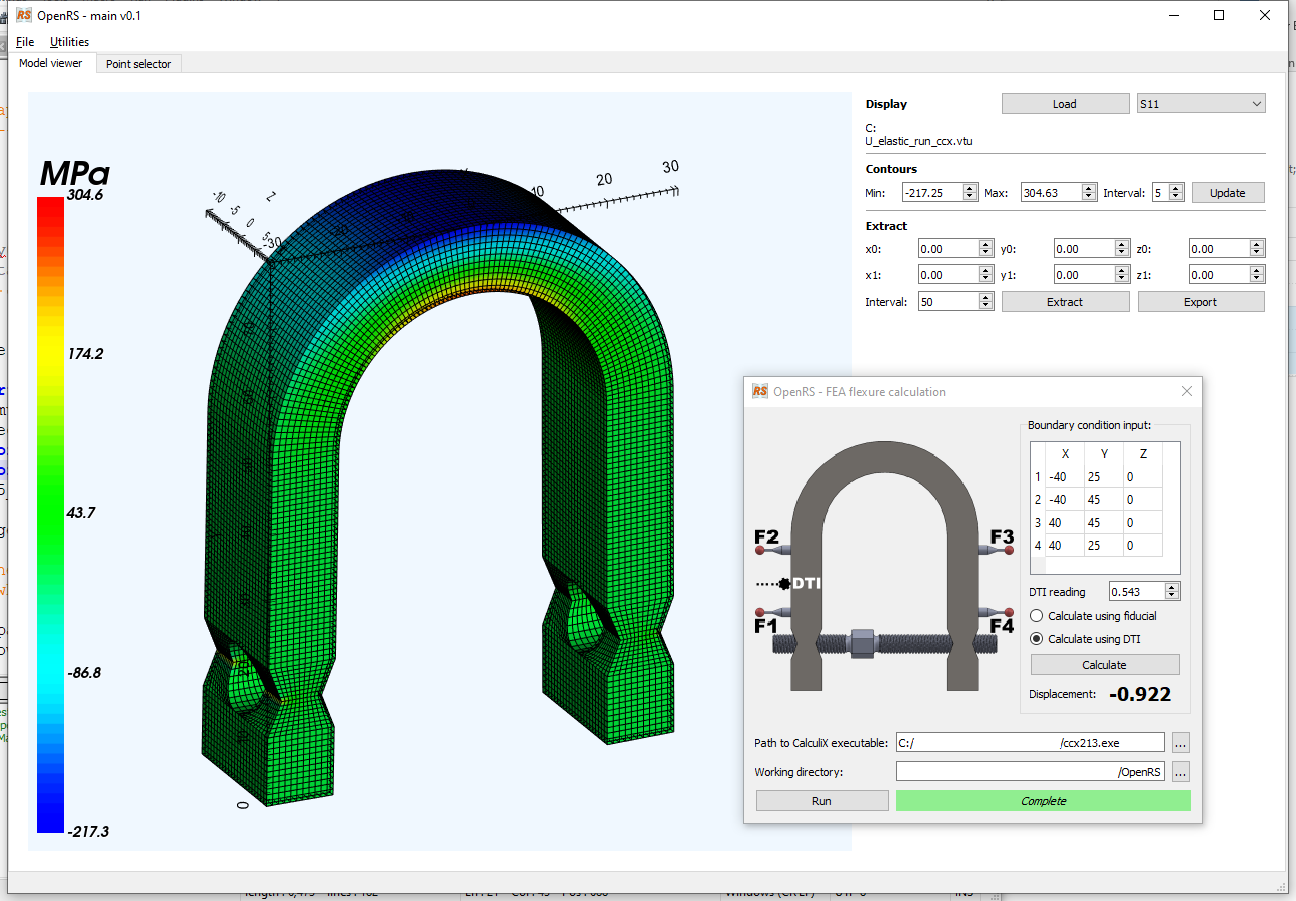 RS OpenRS - main v0.1
File Utilities
Model viewer Point selector
MPa
304.6
174.2
43.7
-86.8
-217.3
-10 -5 0 5
Z
-30
-20
10 20 30
0
Display Load S11
C:
U_elastic_run_ccx.vtu
Contours
Min: -217.25 Max: 304.63 Interval: 5 Update
Extract
x0: 0.00 y0: 0.00 z0: 0.00
x1: 0.00 y1: 0.00 z1: 0.00
Interval: 50 Extract Export
RS OpenRS - FEA flexure calculation
F2 F3
DTI
F1 F4
Boundary condition input:
X Y Z
1 -40 25 0
2 -40 45 0
3 40 45 0
4 40 25 0
DTI reading 0.543
Calculate using fiducial
Calculate using DTI
Calculate
Displacement: -0.922
Path to CalculiX executable: C:/ /ccx213.exe ...
Working directory: /OpenRS ...
Run Complete